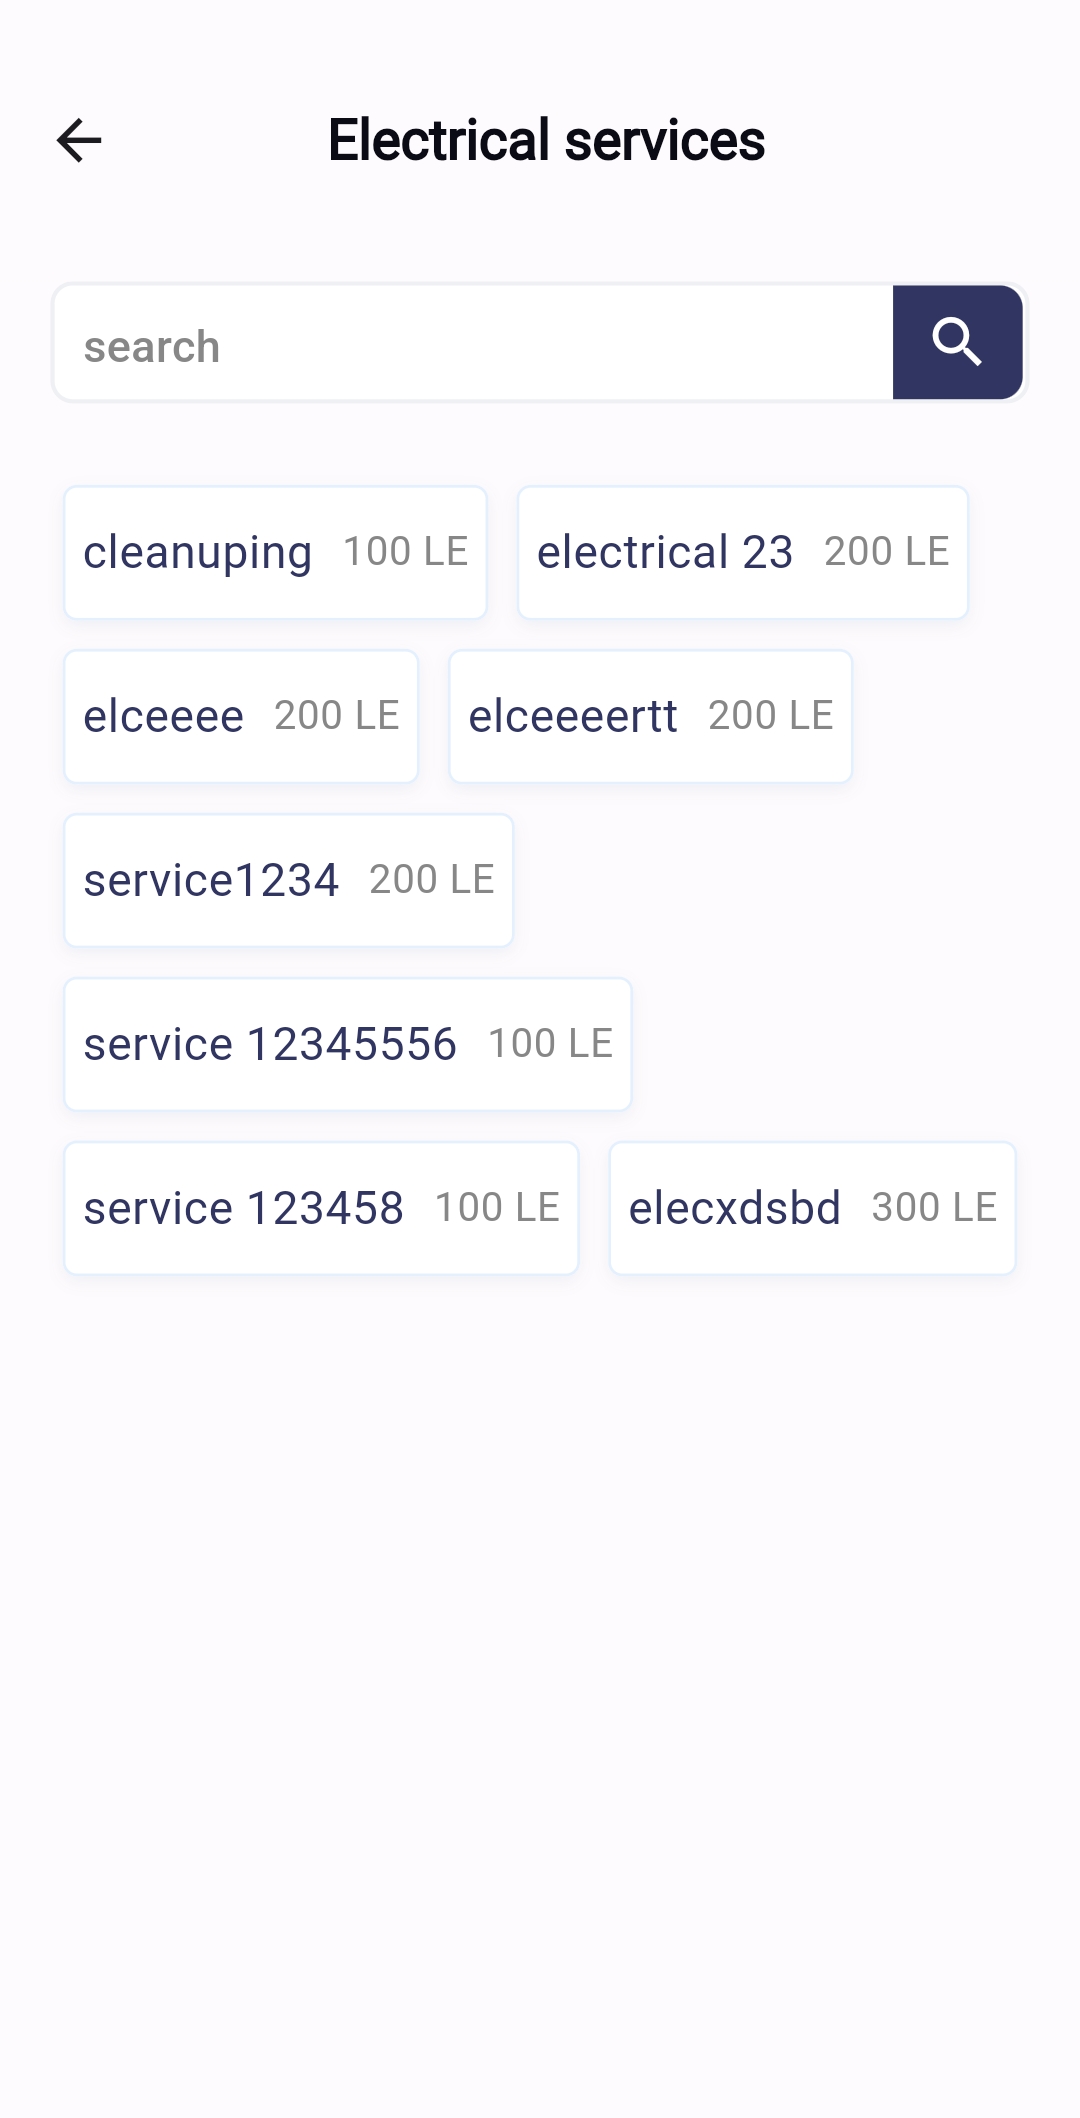 Electrical services
search
cleanuping 100 LE electrical 23 200 LE
elceeee 200 LE elceeeertt 200 LE
service1234 200 LE
service 12345556 100 LE
service 123458 100 LE elecxdsbd 300 LE